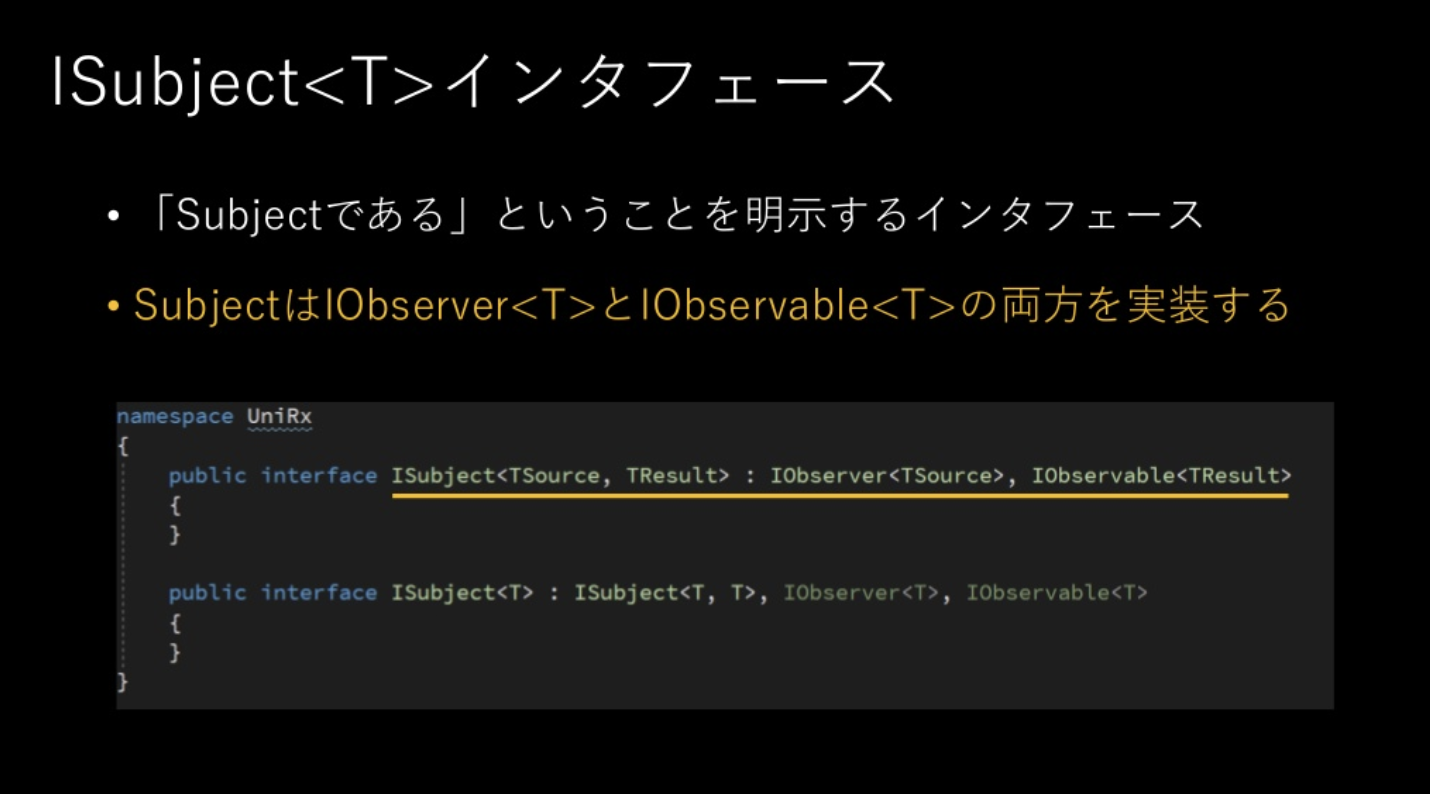 ISubject<T>インタフェース
• 「Subjectである」ということを明示するインタフェース
• SubjectはIObserver<T>とIObservable<T>の両方を実装する
namespace UniRx
{
    public interface ISubject<TSource, TResult> : IObserver<TSource>, IObservable<TResult>
    {
    }
    public interface ISubject<T> : ISubject<T, T>, IObserver<T>, IObservable<T>
    {
    }
}